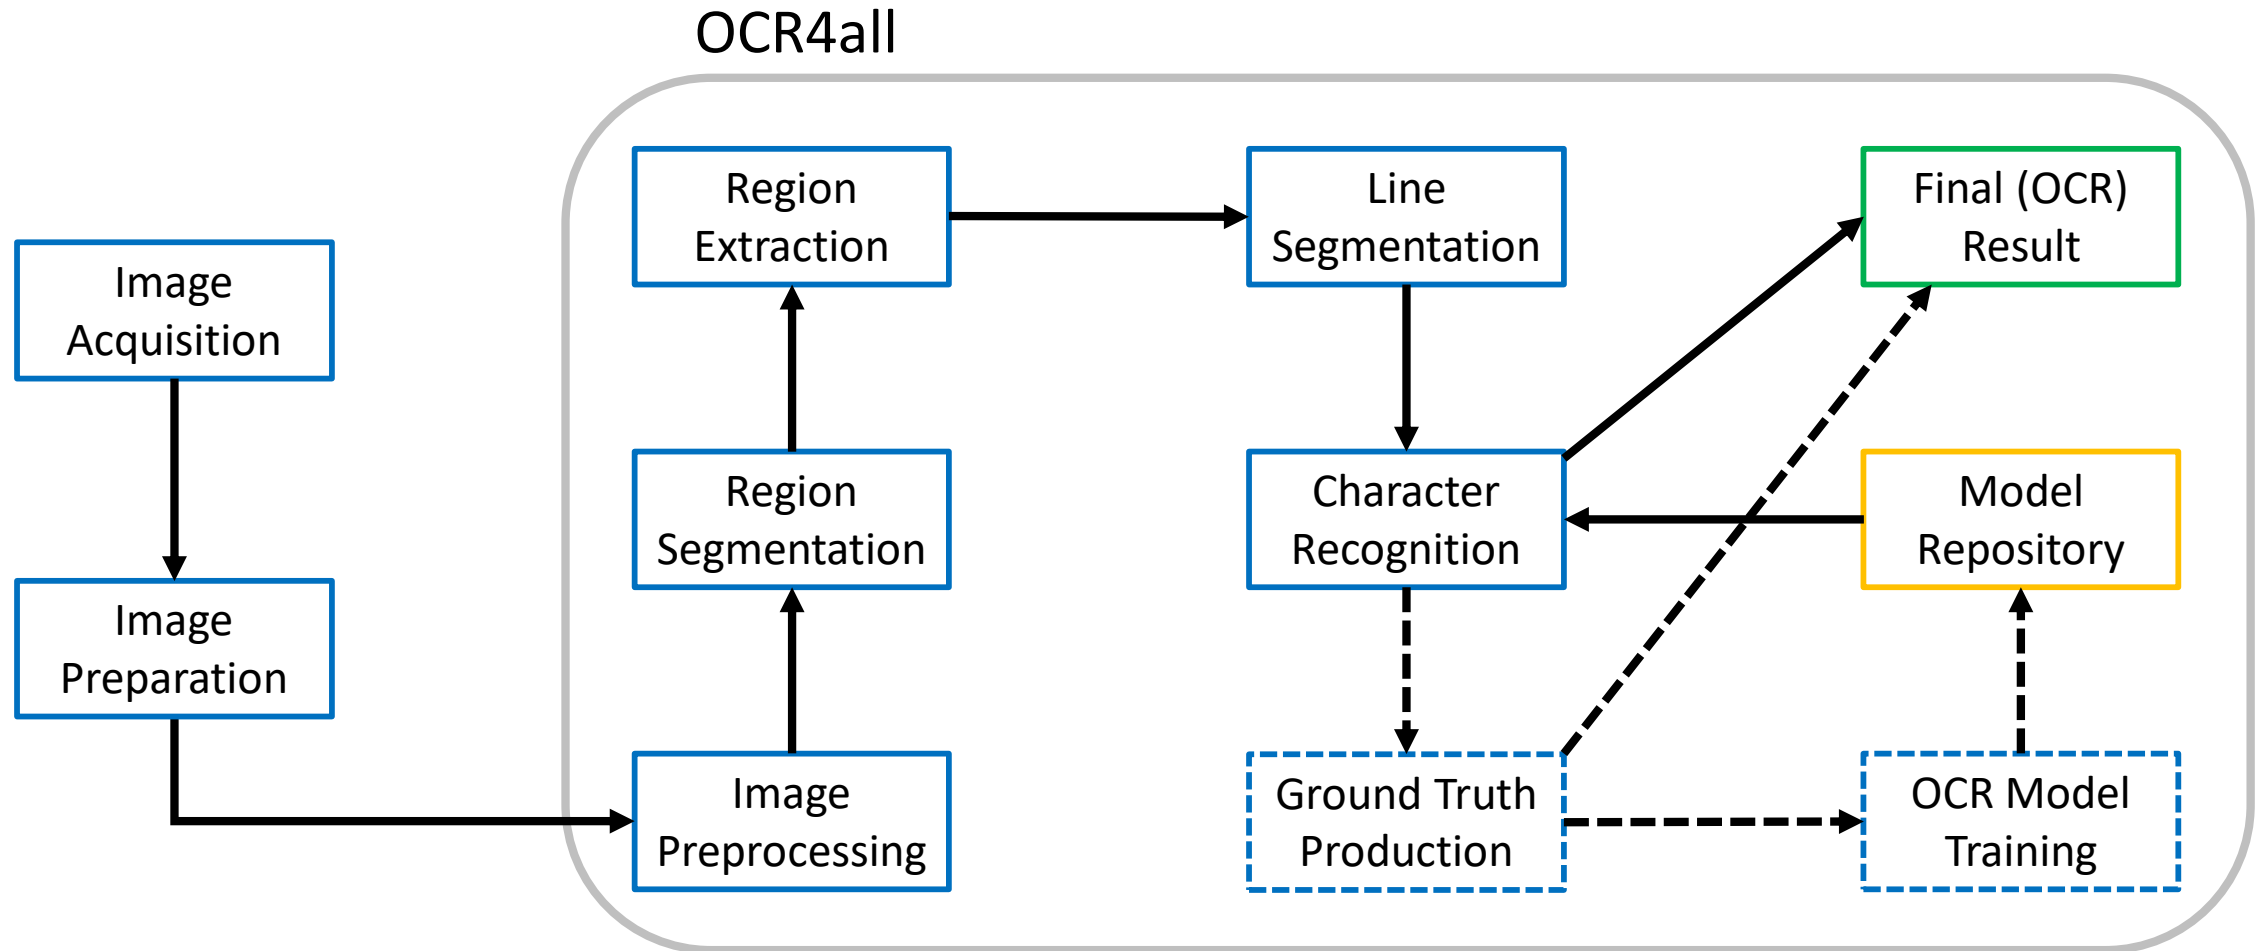 OCR4all
Image
Acquisition
Image
Preparation
Image
Preprocessing
Region
Segmentation
Region
Extraction
Line
Segmentation
Character
Recognition
Ground Truth
Production
OCR Model
Training
Model
Repository
Final (OCR)
Result